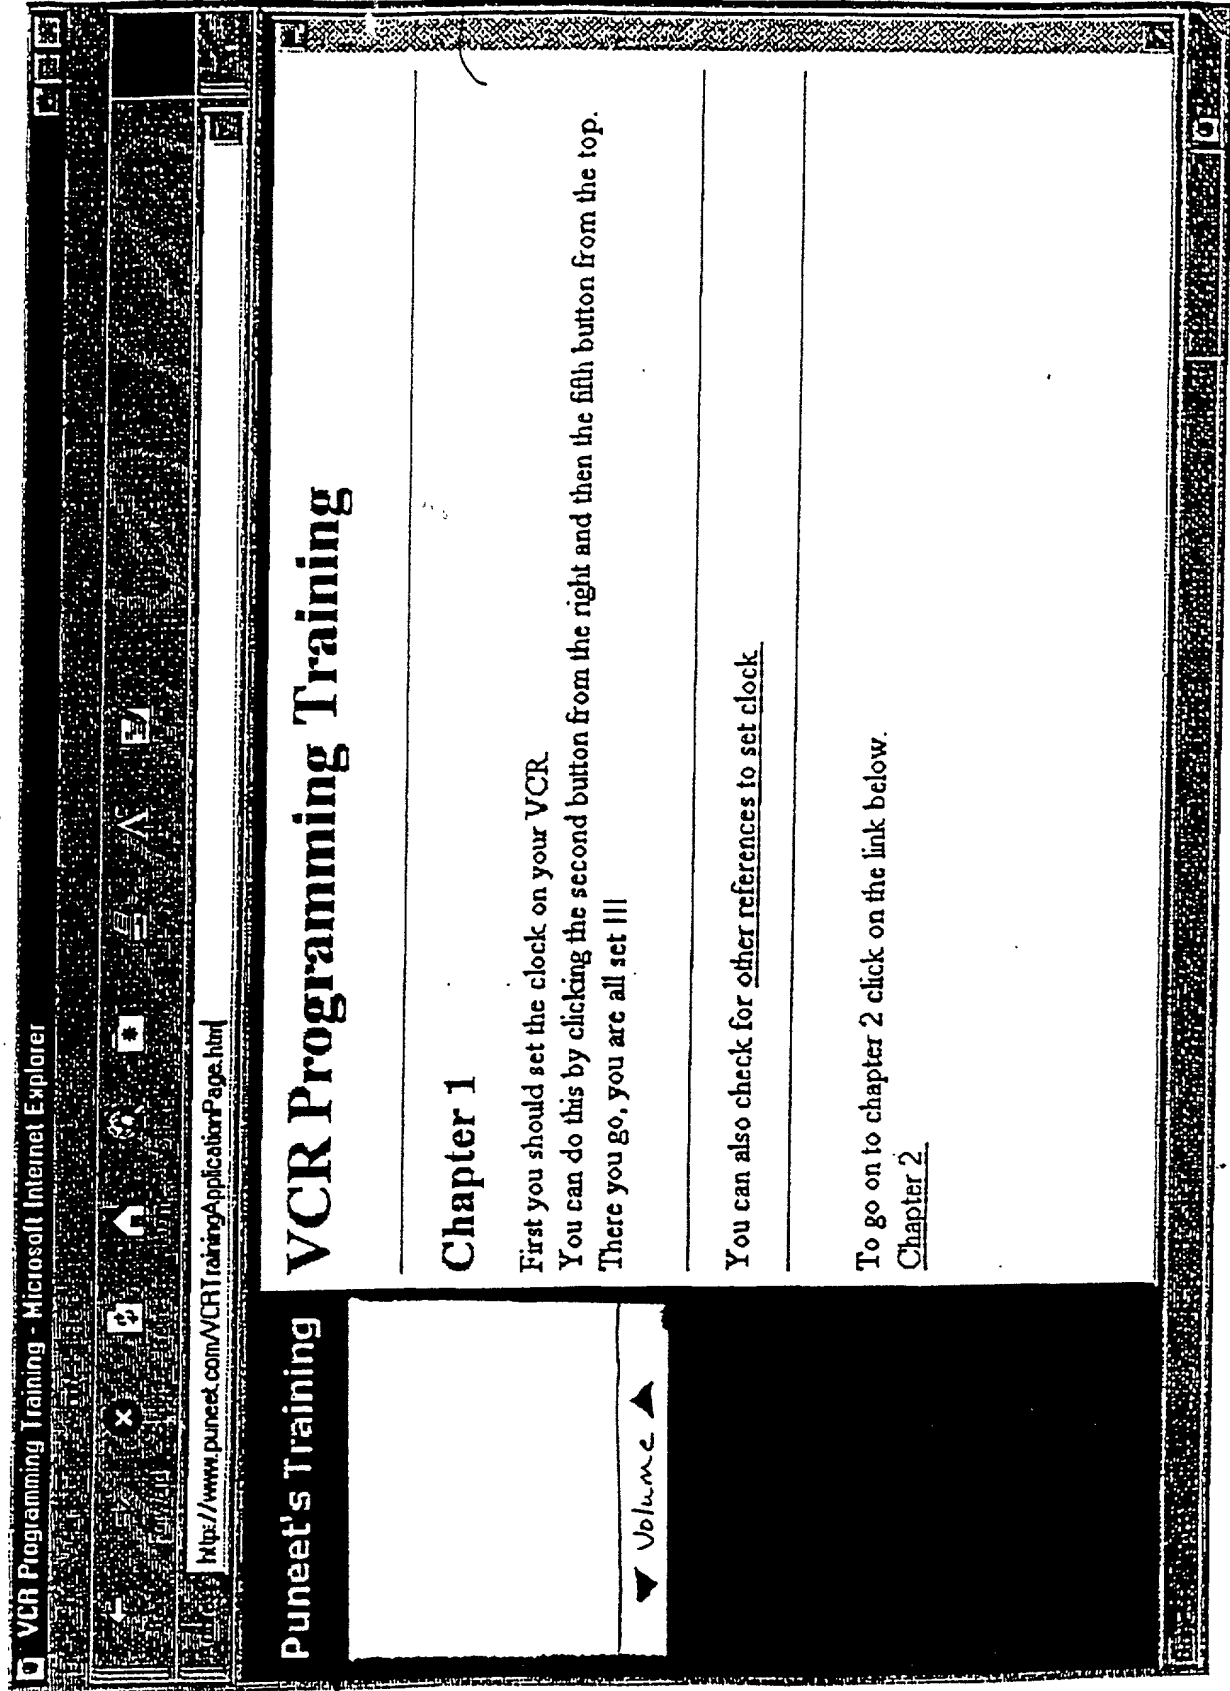 VCR Programming Training - Microsoft Internet Explorer
http://www.puneet.com/VCRTrainingApplicationPage.html
Puneet's Training
Volume
VCR Programming Training
Chapter 1
First you should set the clock on your VCR.
You can do this by clicking the second button from the right and then the fifth button from the top.
There you go, you are all set !!!
You can also check for other references to set clock
To go on to chapter 2 click on the link below.
Chapter 2